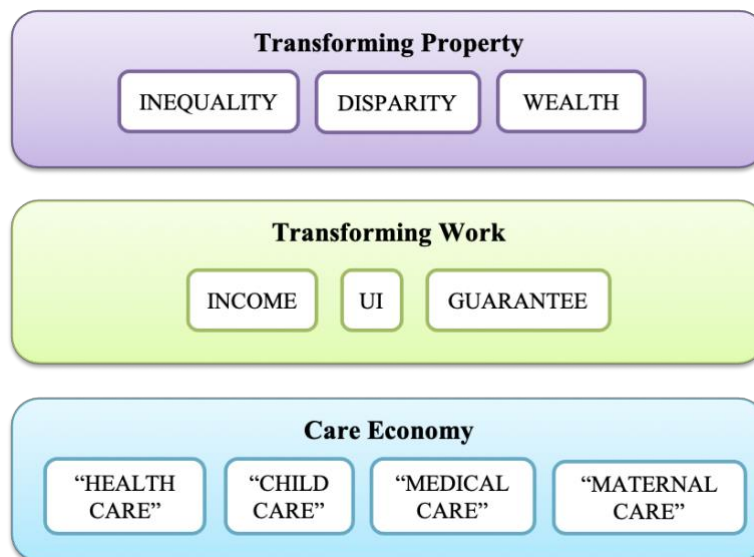 Transforming Property
INEQUALITY
DISPARITY
WEALTH
Transforming Work
INCOME
UI
GUARANTEE
Care Economy
“HEALTH
CARE”
“CHILD
CARE”
“MEDICAL
CARE”
“MATERNAL
CARE”